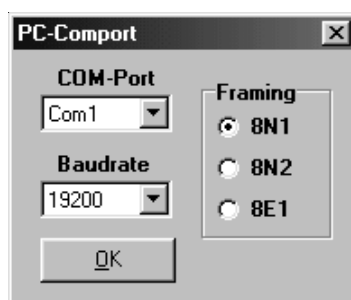 PC-Comport
COM-Port
Com1
Baudrate
19200
OK
Framing
8N1
8N2
8E1